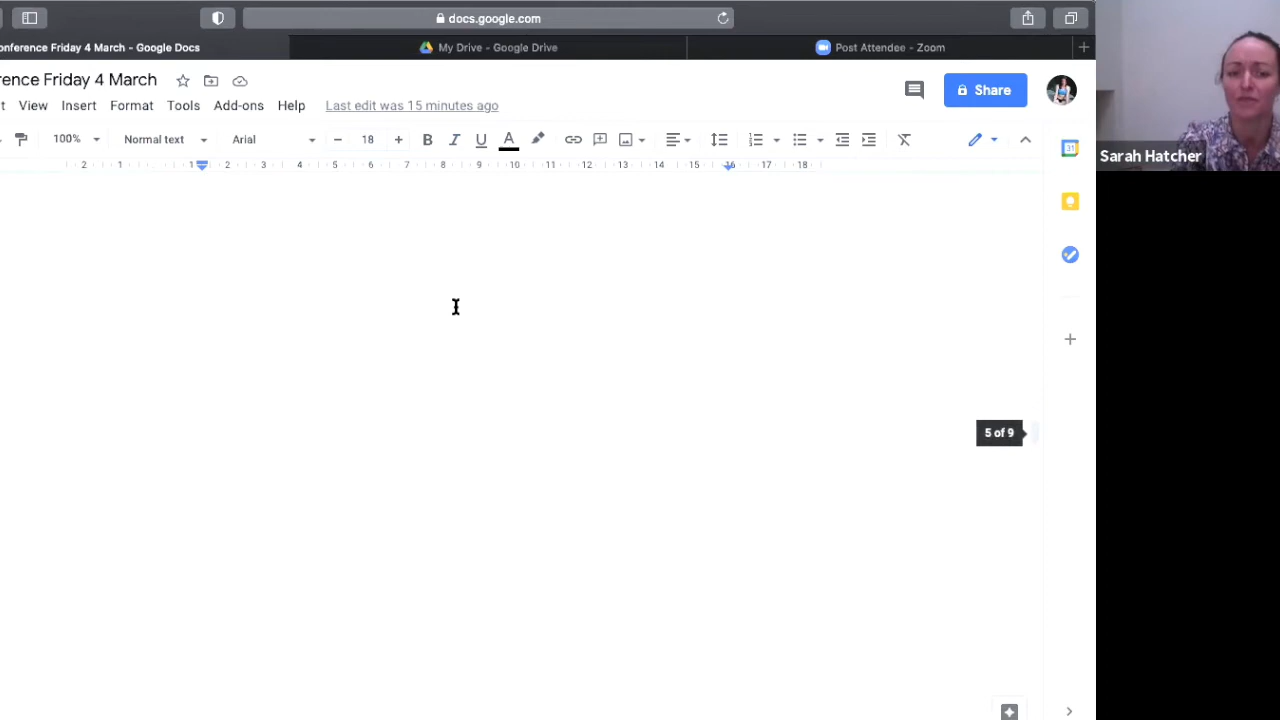 docs.google.com
onference Friday 4 March - Google Docs
My Drive - Google Drive
Post Attendee - Zoom
rence Friday 4 March
t View Insert Format Tools Add-ons Help Last edit was 15 minutes ago
Share
100% Normal text Arial - 18 + B I U A
2 1 1 2 3 4 5 6 7 8 9 10 11 12 13 14 15 16 17 18
31
Sarah Hatcher
5 of 9